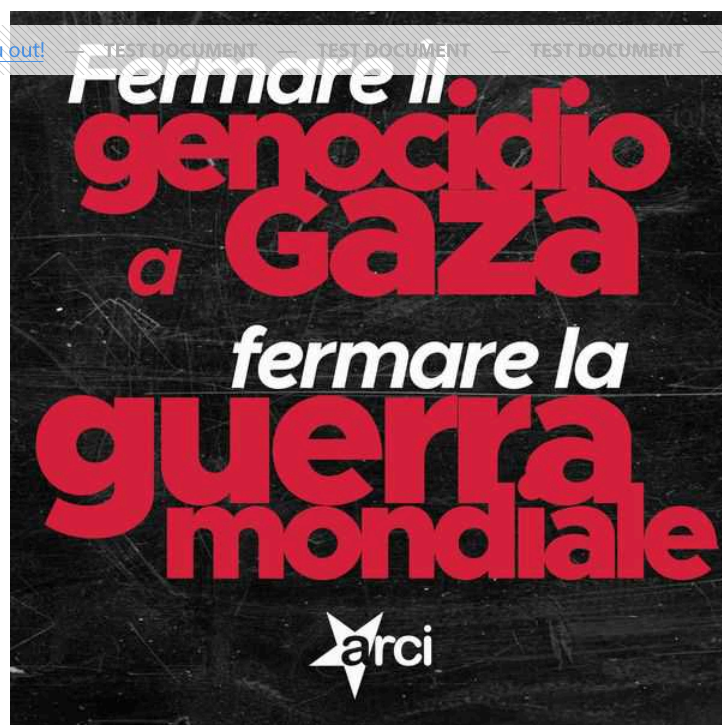 u out! — TEST DOCUMENT — TEST DOCUMENT — TEST DOCUMENT
Fermare il
genocidio
a Gaza
fermare la
guerra
mondiale
arci